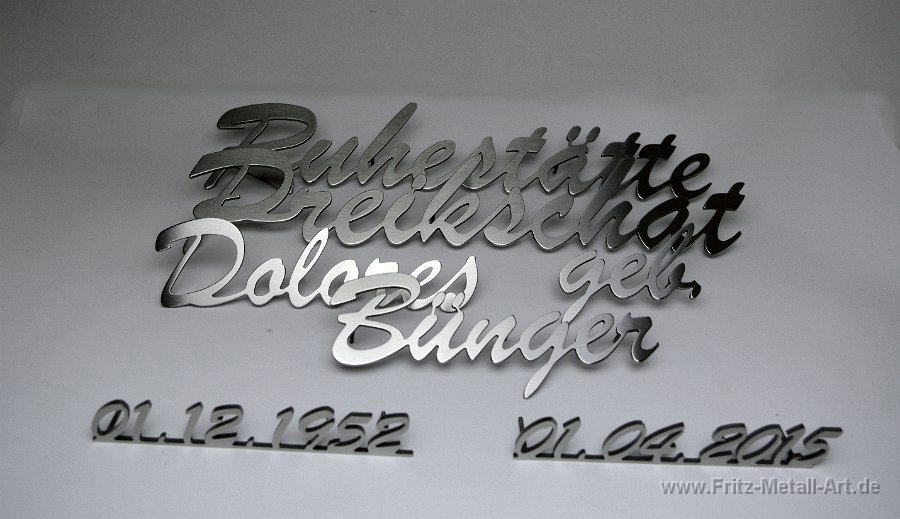 Ruhestätte
Dreikschat
Dolores geb.
Bünger
01.12.1952 01.04.2015
www.Fritz-Metall-Art.de